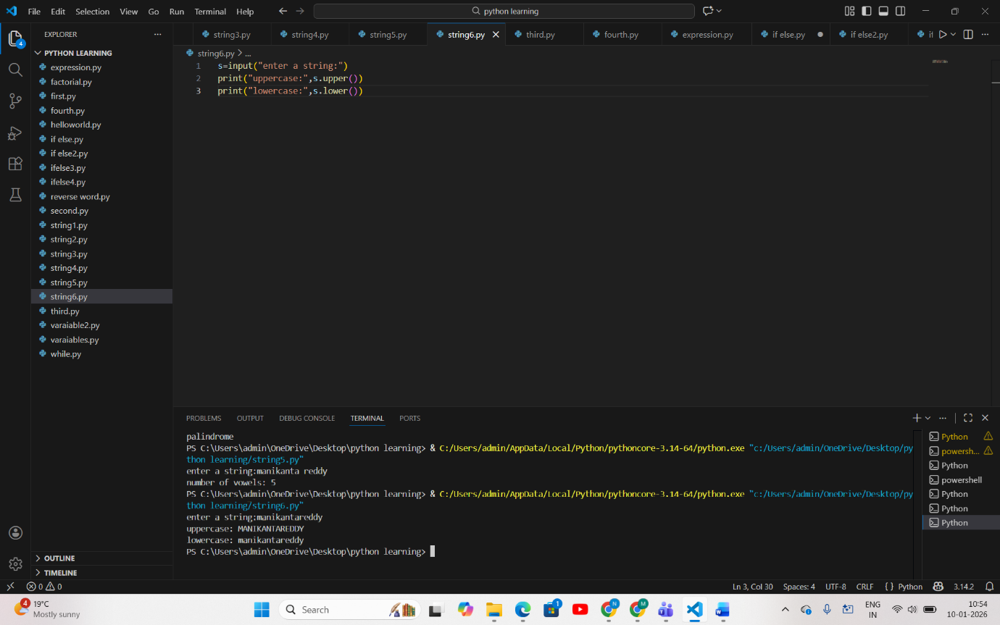 File Edit Selection View Go Run Terminal Help
python learning
EXPLORER
string3.py string4.py string5.py string6.py third.py fourth.py expression.py if else.py if else2.py if
4
PYTHON LEARNING
expression.py
factorial.py
first.py
fourth.py
helloworld.py
if else.py
if else2.py
ifelse3.py
ifelse4.py
reverse word.py
second.py
string1.py
string2.py
string3.py
string4.py
string5.py
string6.py
third.py
varaiable2.py
varaiables.py
while.py
OUTLINE
TIMELINE
string6.py > ...
1 s=input("enter a string:")
2 print("uppercase:",s.upper())
3 print("lowercase:",s.lower())
PROBLEMS OUTPUT DEBUG CONSOLE TERMINAL PORTS
palindrome
PS C:\Users\admin\OneDrive\Desktop\python learning> & C:/Users/admin/AppData/Local/Python/pythoncore-3.14-64/python.exe "c:/Users/admin/OneDrive/Desktop/py
thon learning/string5.py"
enter a string:manikanta reddy
number of vowels: 5
PS C:\Users\admin\OneDrive\Desktop\python learning> & C:/Users/admin/AppData/Local/Python/pythoncore-3.14-64/python.exe "c:/Users/admin/OneDrive/Desktop/py
thon learning/string6.py"
enter a string:manikantareddy
uppercase: MANIKANTAREDDY
lowercase: manikantareddy
PS C:\Users\admin\OneDrive\Desktop\python learning>
Python
powersh...
Python
powershell
Python
Python
Python
0 0
Ln 3, Col 30 Spaces: 4 UTF-8 CRLF { } Python 3.14.2
4
19°C
Mostly sunny
Search
1
N
M
ENG
IN
10:54
10-01-2026